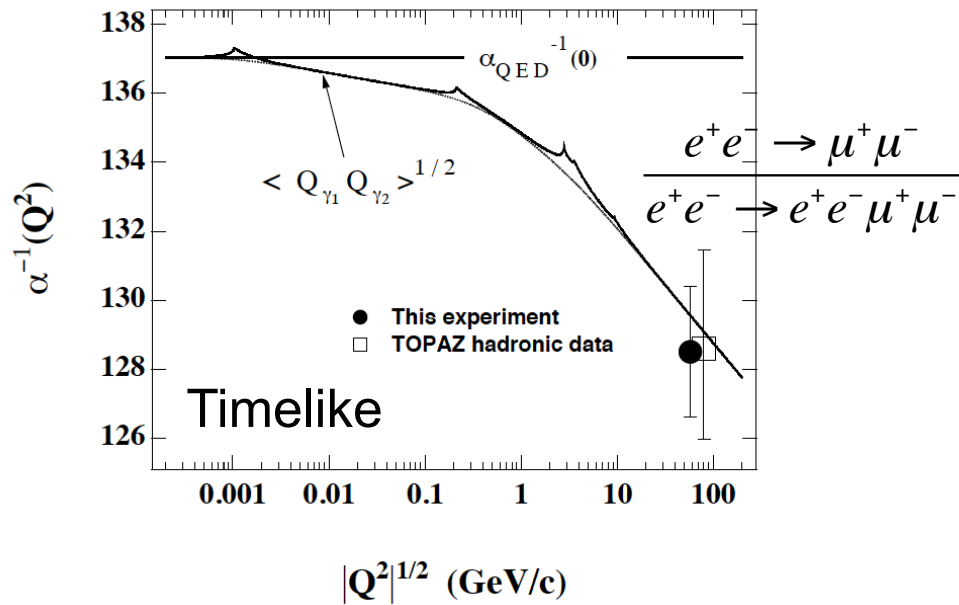 138
136
134
132
130
128
126
α⁻¹(Q²)
α_QED⁻¹(0)
< Q_γ₁ Q_γ₂ >^1/2
e⁺e⁻ → μ⁺μ⁻
e⁺e⁻ → e⁺e⁻μ⁺μ⁻
This experiment
TOPAZ hadronic data
Timelike
0.001 0.01 0.1 1 10 100
|Q²|^1/2 (GeV/c)